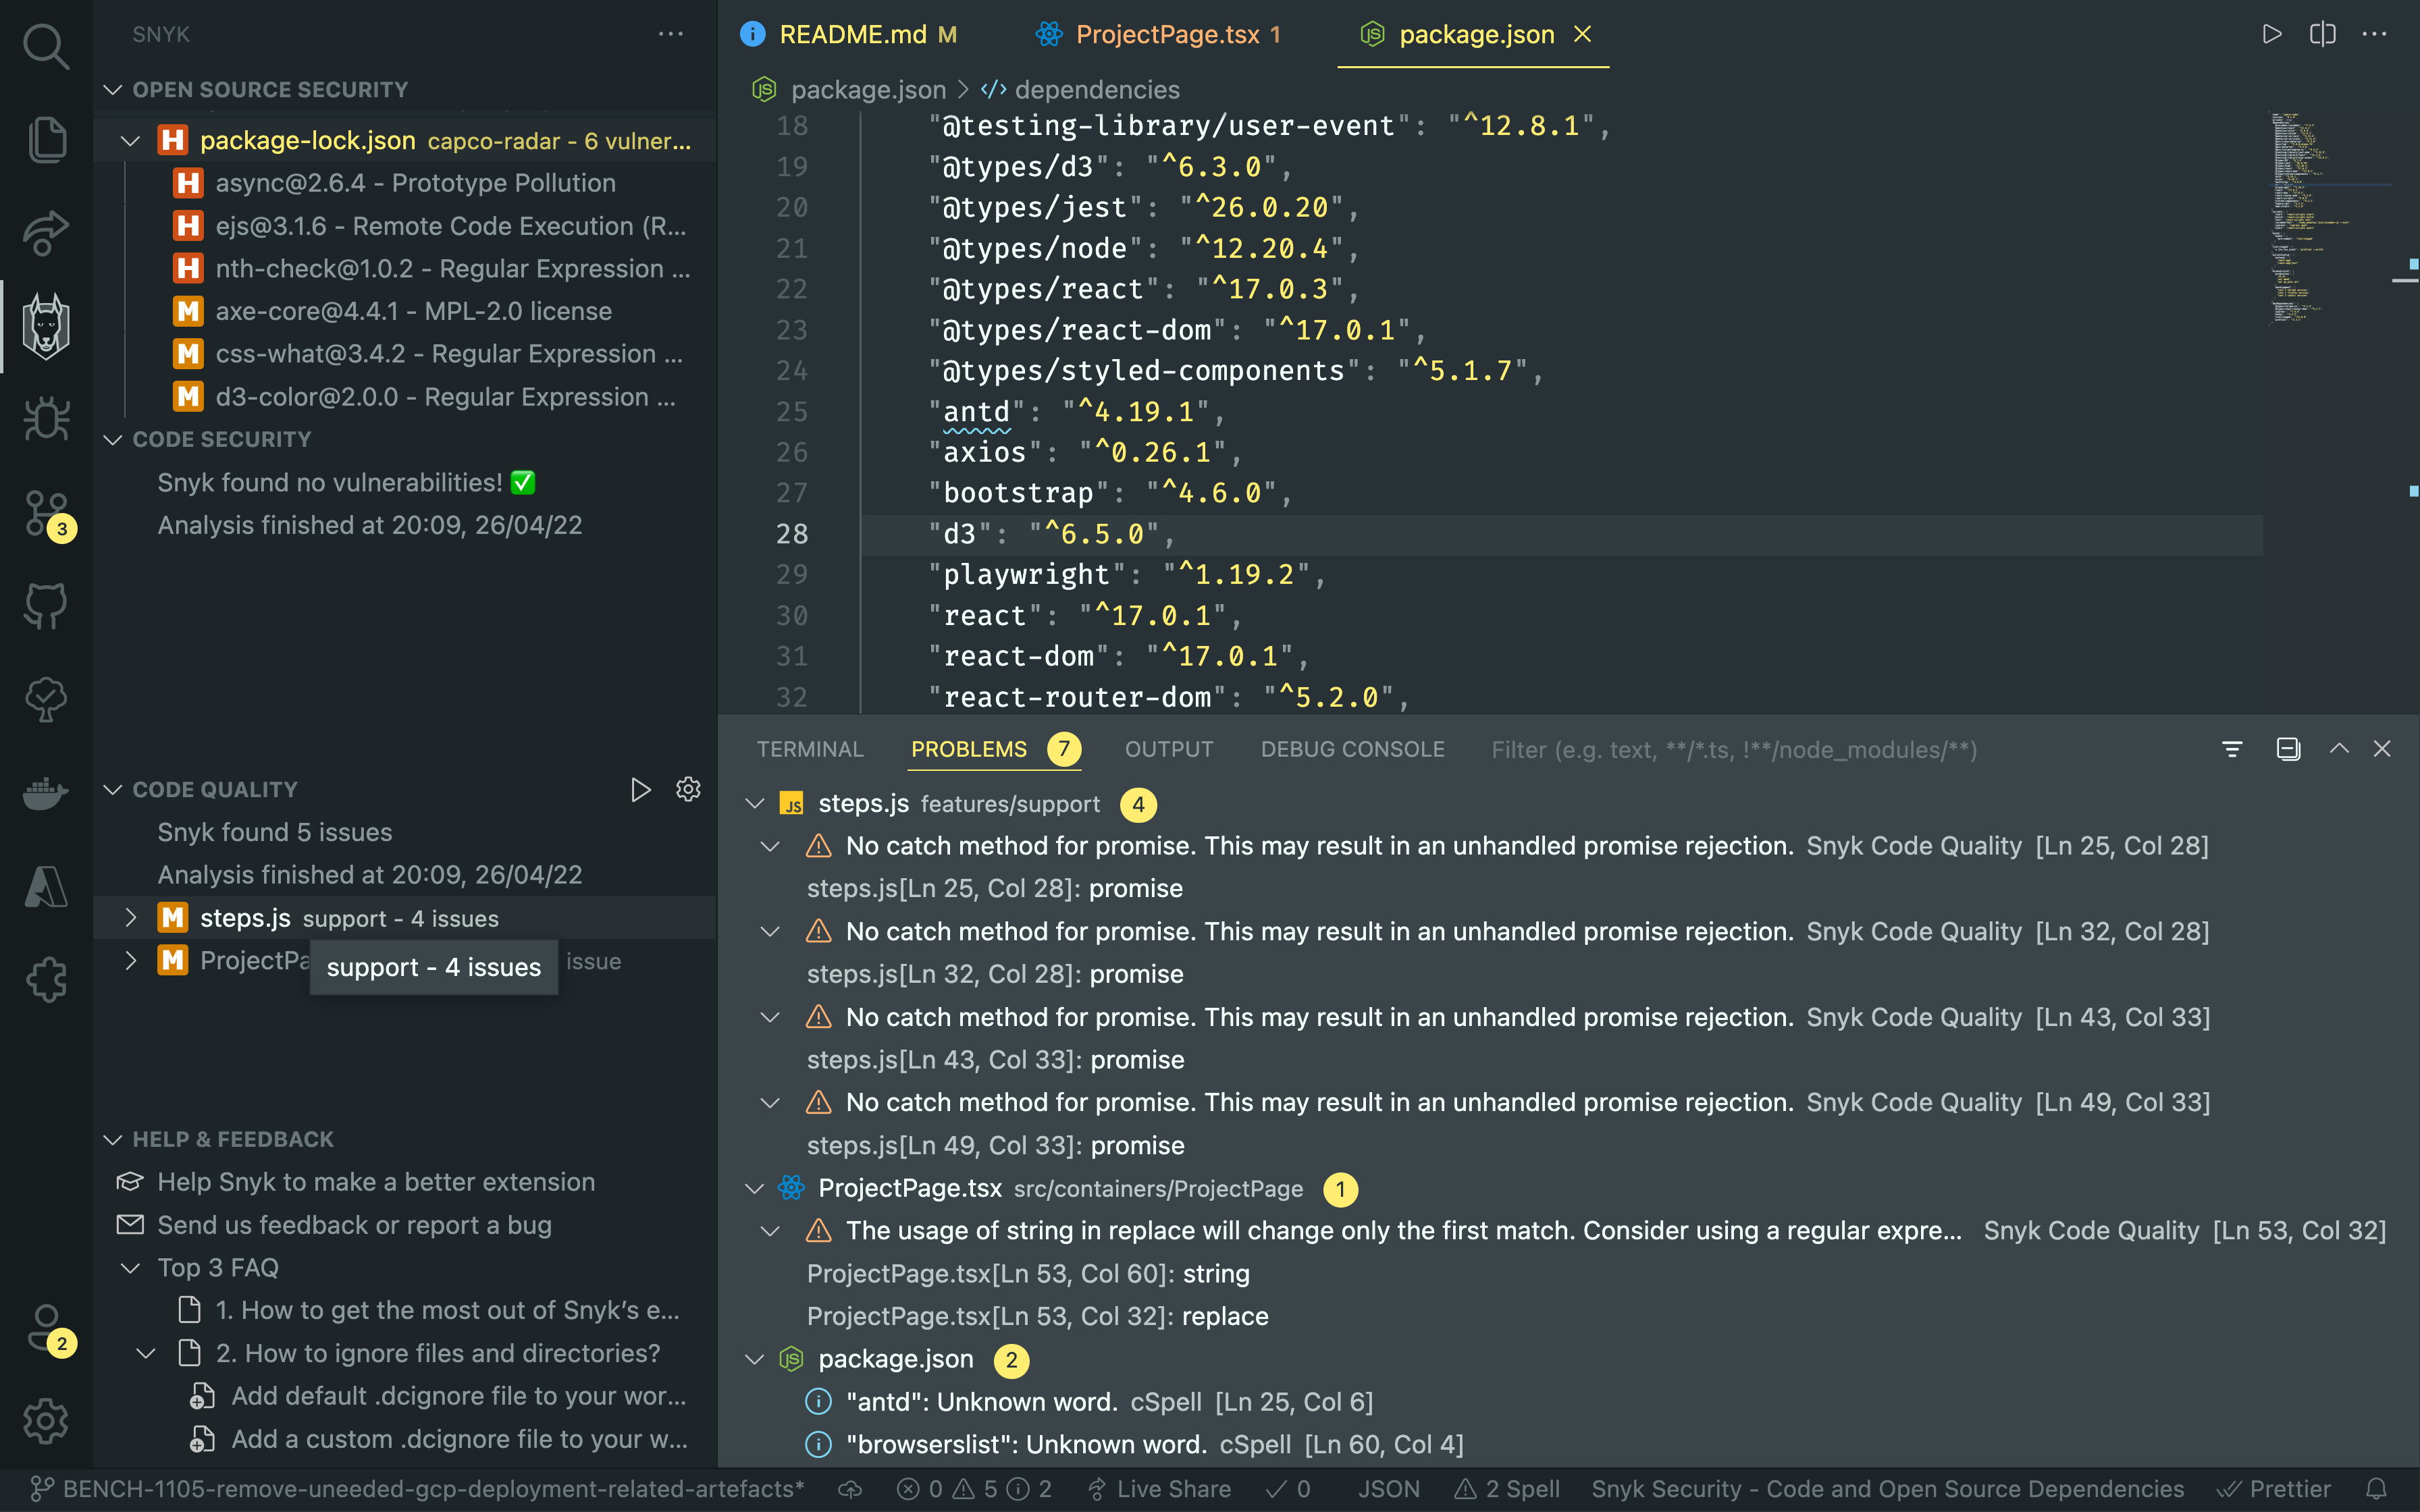 SNYK
OPEN SOURCE SECURITY
H package-lock.json capco-radar - 6 vulner...
H async@2.6.4 - Prototype Pollution
H ejs@3.1.6 - Remote Code Execution (R...
H nth-check@1.0.2 - Regular Expression ...
M axe-core@4.4.1 - MPL-2.0 license
M css-what@3.4.2 - Regular Expression ...
M d3-color@2.0.0 - Regular Expression ...
CODE SECURITY
Snyk found no vulnerabilities! ✅
Analysis finished at 20:09, 26/04/22
3
CODE QUALITY
Snyk found 5 issues
Analysis finished at 20:09, 26/04/22
M steps.js support - 4 issues
M ProjectPa issue
support - 4 issues
HELP & FEEDBACK
Help Snyk to make a better extension
Send us feedback or report a bug
Top 3 FAQ
1. How to get the most out of Snyk’s e...
2. How to ignore files and directories?
Add default .dcignore file to your wor...
Add a custom .dcignore file to your w...
2
README.md M
ProjectPage.tsx 1
JS package.json
JS package.json > </> dependencies
18 "@testing-library/user-event": "^12.8.1",
19 "@types/d3": "^6.3.0",
20 "@types/jest": "^26.0.20",
21 "@types/node": "^12.20.4",
22 "@types/react": "^17.0.3",
23 "@types/react-dom": "^17.0.1",
24 "@types/styled-components": "^5.1.7",
25 "antd": "^4.19.1",
26 "axios": "^0.26.1",
27 "bootstrap": "^4.6.0",
28 "d3": "^6.5.0",
29 "playwright": "^1.19.2",
30 "react": "^17.0.1",
31 "react-dom": "^17.0.1",
32 "react-router-dom": "^5.2.0",
TERMINAL PROBLEMS 7 OUTPUT DEBUG CONSOLE Filter (e.g. text, **/*.ts, !**/node_modules/**)
JS steps.js features/support 4
No catch method for promise. This may result in an unhandled promise rejection. Snyk Code Quality [Ln 25, Col 28]
steps.js[Ln 25, Col 28]: promise
No catch method for promise. This may result in an unhandled promise rejection. Snyk Code Quality [Ln 32, Col 28]
steps.js[Ln 32, Col 28]: promise
No catch method for promise. This may result in an unhandled promise rejection. Snyk Code Quality [Ln 43, Col 33]
steps.js[Ln 43, Col 33]: promise
No catch method for promise. This may result in an unhandled promise rejection. Snyk Code Quality [Ln 49, Col 33]
steps.js[Ln 49, Col 33]: promise
ProjectPage.tsx src/containers/ProjectPage 1
The usage of string in replace will change only the first match. Consider using a regular expre... Snyk Code Quality [Ln 53, Col 32]
ProjectPage.tsx[Ln 53, Col 60]: string
ProjectPage.tsx[Ln 53, Col 32]: replace
JS package.json 2
"antd": Unknown word. cSpell [Ln 25, Col 6]
"browserslist": Unknown word. cSpell [Ln 60, Col 4]
BENCH-1105-remove-uneeded-gcp-deployment-related-artefacts* 0 5 2 Live Share 0 JSON 2 Spell Snyk Security - Code and Open Source Dependencies Prettier